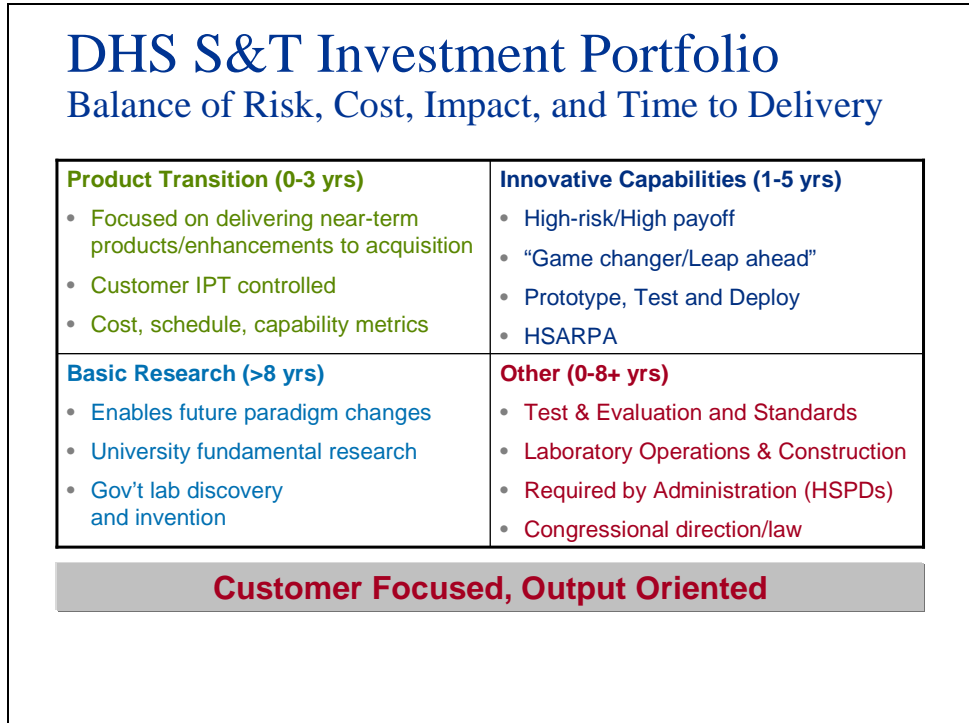 DHS S&T Investment Portfolio
Balance of Risk, Cost, Impact, and Time to Delivery
Product Transition (0-3 yrs)
• Focused on delivering near-term
products/enhancements to acquisition
• Customer IPT controlled
• Cost, schedule, capability metrics
Innovative Capabilities (1-5 yrs)
• High-risk/High payoff
• “Game changer/Leap ahead”
• Prototype, Test and Deploy
• HSARPA
Basic Research (>8 yrs)
• Enables future paradigm changes
• University fundamental research
• Gov’t lab discovery
and invention
Other (0-8+ yrs)
• Test & Evaluation and Standards
• Laboratory Operations & Construction
• Required by Administration (HSPDs)
• Congressional direction/law
Customer Focused, Output Oriented